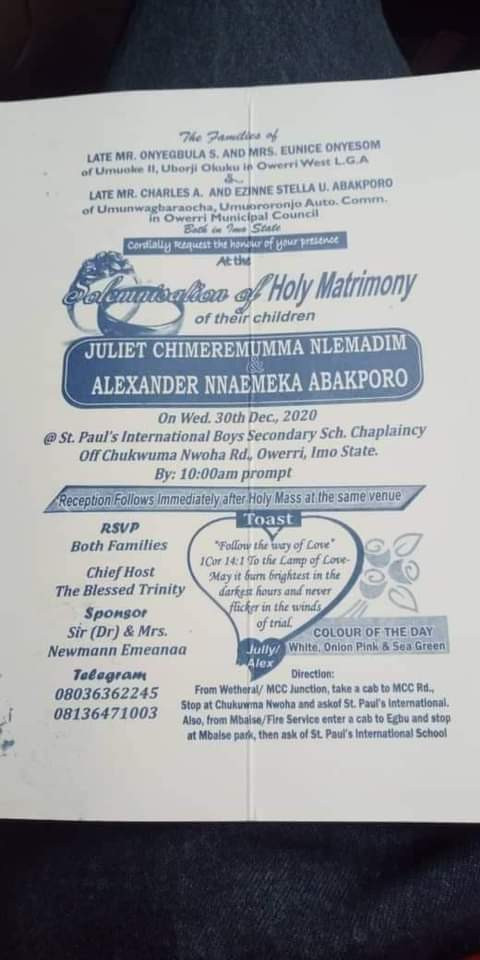 The Families of
LATE MR. ONYEGBULA S. AND MRS. EUNICE ONYESOM
of Umuoke II, Uborji Okuku in Owerri West L.G.A
&
LATE MR. CHARLES A. AND EZINNE STELLA U. ABAKPORO
of Umunwagbaraocha, Umuororonjo Auto. Comm.
in Owerri Municipal Council
Both in Imo State
Cordially Request the honour of your presence
At the
Solemnisation of Holy Matrimony
of their children
JULIET CHIMEREMUMMA NLEMADIM
&
ALEXANDER NNAEMEKA ABAKPORO
On Wed. 30th Dec., 2020
@ St. Paul's International Boys Secondary Sch. Chaplaincy
Off Chukwuma Nwoha Rd., Owerri, Imo State.
By: 10:00am prompt
Reception Follows Immediately after Holy Mass at the same venue
RSVP
Both Families
Chief Host
The Blessed Trinity
Sponsor
Sir (Dr) & Mrs.
Newmann Emeanaa
Telegram
08036362245
08136471003
Toast
"Follow the way of Love"
1Cor 14:1 To the Lamp of Love-
May it burn brightest in the
darkest hours and never
flicker in the winds
of trial.
Jully/
Alex
COLOUR OF THE DAY
White, Onion Pink & Sea Green
Direction:
From Wetheral/ MCC Junction, take a cab to MCC Rd.,
Stop at Chukuwma Nwoha and askof St. Paul's International.
Also, from Mbaise/Fire Service enter a cab to Egbu and stop
at Mbaise park, then ask of St. Paul's International School